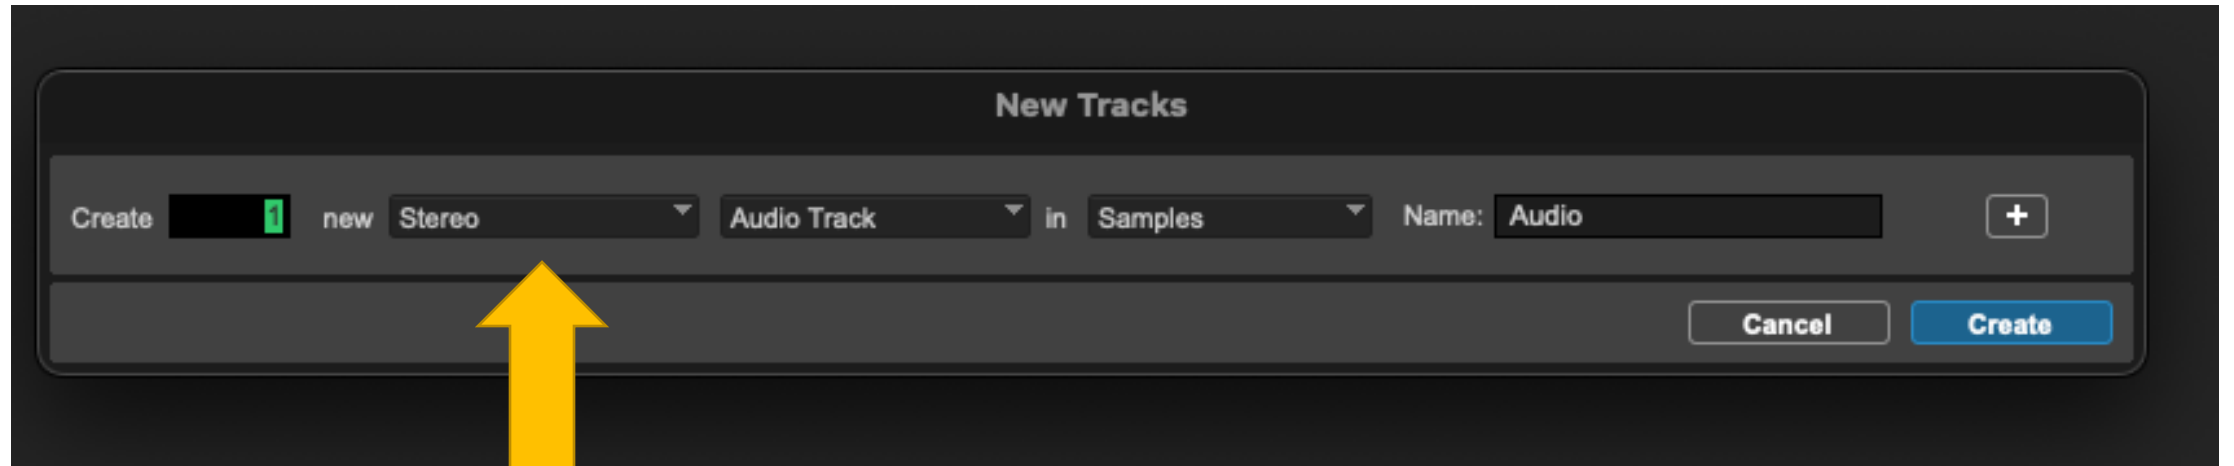 New Tracks
Create 1 new Stereo Audio Track in Samples Name: Audio +
Cancel Create